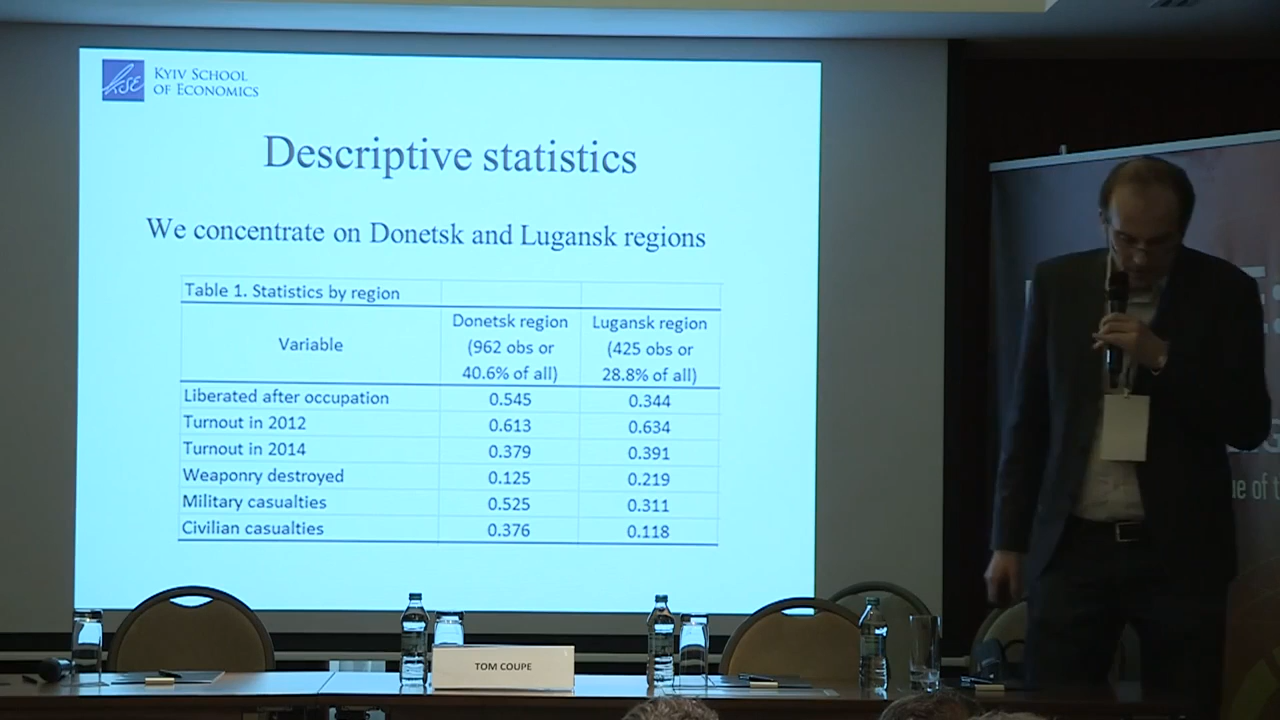 KYIV SCHOOL
OF ECONOMICS
Descriptive statistics
We concentrate on Donetsk and Lugansk regions
Table 1. Statistics by region
Variable
Donetsk region
(962 obs or
40.6% of all)
Lugansk region
(425 obs or
28.8% of all)
Liberated after occupation 0.545 0.344
Turnout in 2012 0.613 0.634
Turnout in 2014 0.379 0.391
Weaponry destroyed 0.125 0.219
Military casualties 0.525 0.311
Civilian casualties 0.376 0.118
TOM COUPE